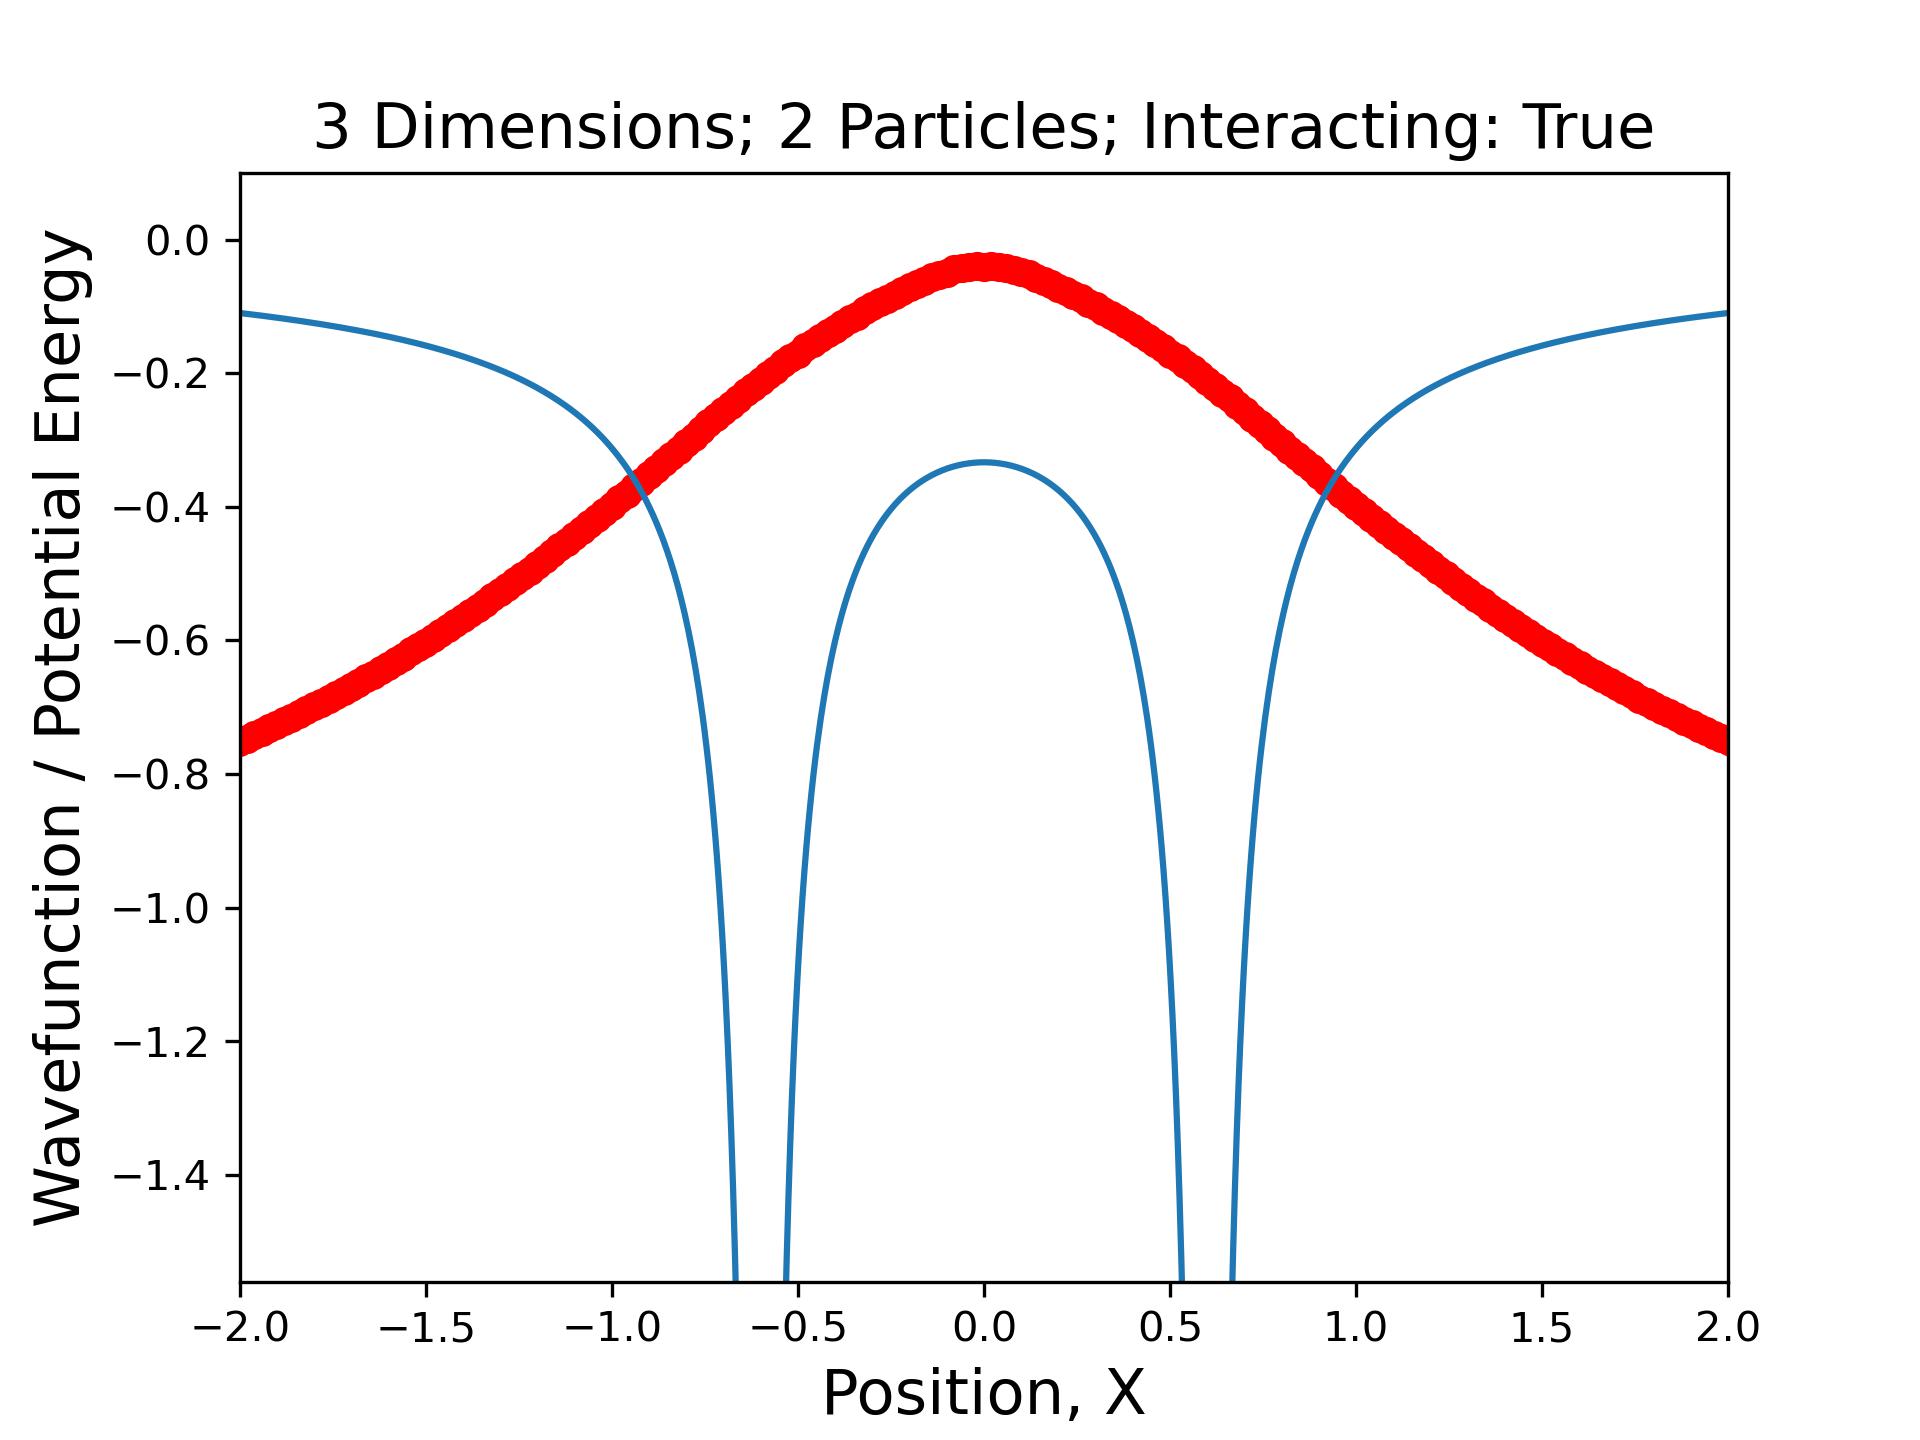 3 Dimensions; 2 Particles; Interacting: True
Wavefunction / Potential Energy
0.0
−0.2
−0.4
−0.6
−0.8
−1.0
−1.2
−1.4
−2.0 −1.5 −1.0 −0.5 0.0 0.5 1.0 1.5 2.0
Position, X